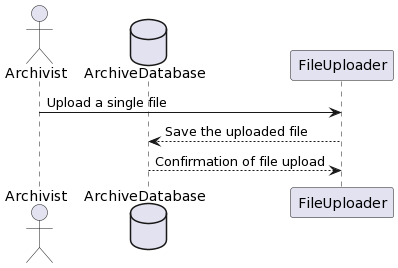 Archivist
ArchiveDatabase
FileUploader
Upload a single file
Save the uploaded file
Confirmation of file upload
Archivist
ArchiveDatabase
FileUploader